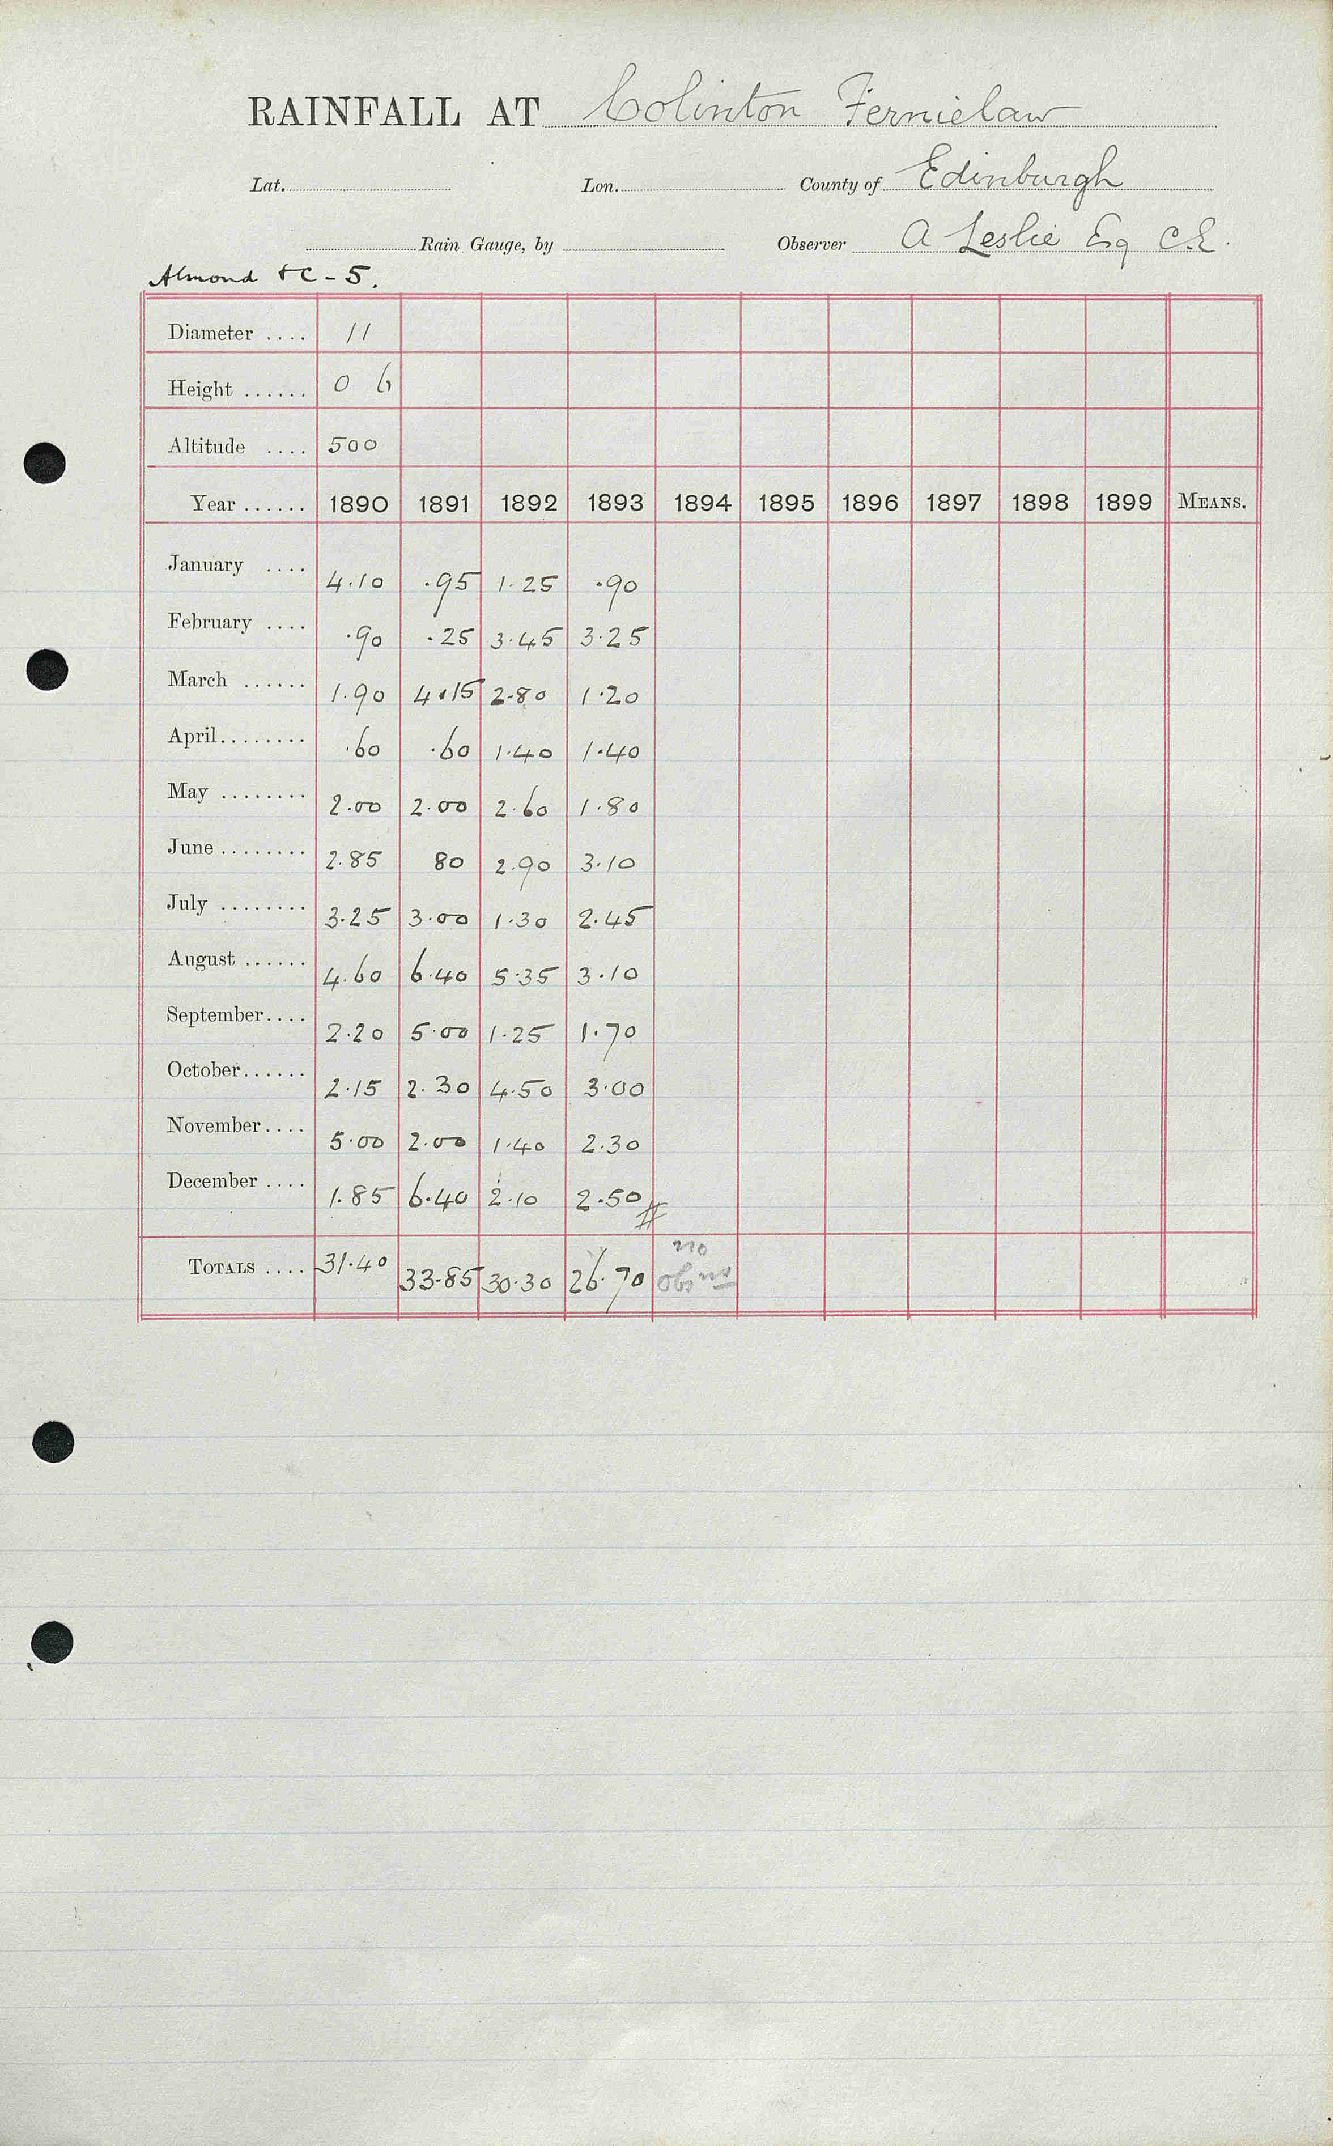 RAINFALL AT Colinton Fernielaw
Lat. Lon. County of Edinburgh
Rain Gauge, by Observer A Leslie Esq C.E.
Almond &C - 5.
Diameter .... 11
Height ...... 0 6
Altitude .... 500
Year ...... 1890 1891 1892 1893 1894 1895 1896 1897 1898 1899 MEANS.
January .... 4.10 .95 1.25 .90
February .... .90 .25 3.45 3.25
March ...... 1.90 4.15 2.80 1.20
April........ .60 .60 1.40 1.40
May ........ 2.00 2.00 2.60 1.80
June ........ 2.85 80 2.90 3.10
July ........ 3.25 3.00 1.30 2.45
August ...... 4.60 6.40 5.35 3.10
September.... 2.20 5.00 1.25 1.70
October...... 2.15 2.30 4.50 3.00
November.... 5.00 2.00 1.40 2.30
December .... 1.85 6.40 2.10 2.50 #
TOTALS .... 31.40 33.85 30.30 26.70 no obsns